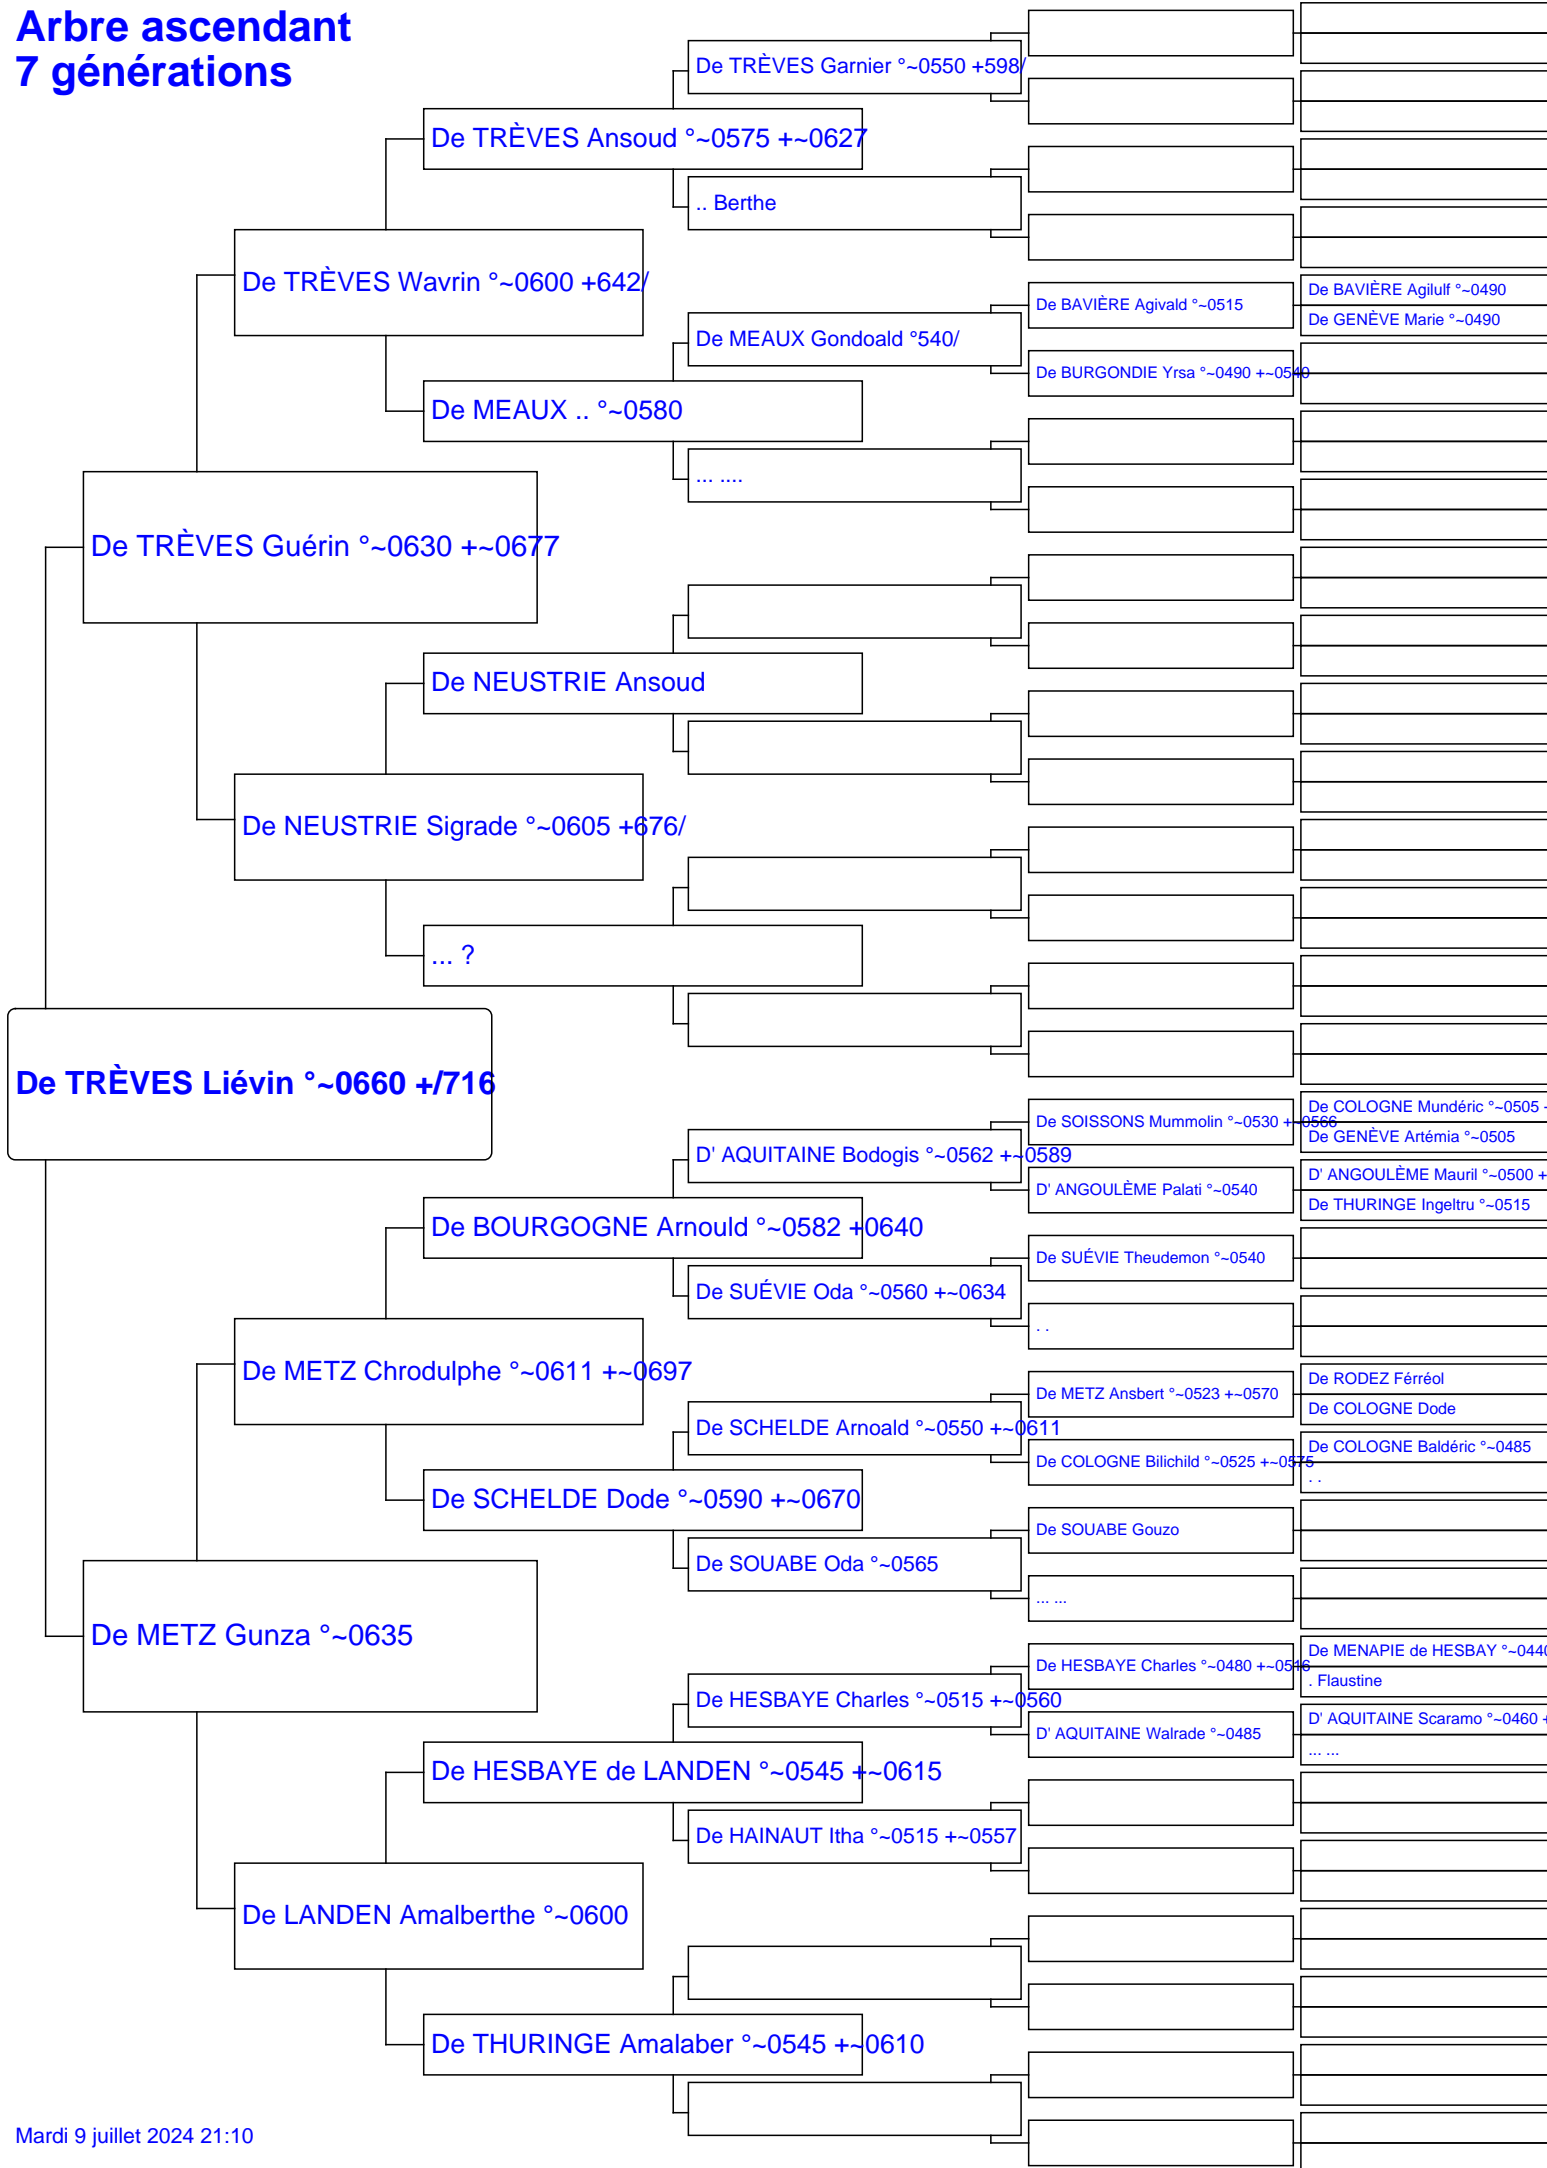 Arbre ascendant
7 générations
De TRÈVES Garnier °~0550 +598/
De TRÈVES Ansoud °~0575 +~0627
.. Berthe
De TRÈVES Wavrin °~0600 +642/
De BAVIÈRE Agilulf °~0490
De BAVIÈRE Agivald °~0515
De GENÈVE Marie °~0490
De MEAUX Gondoald °540/
De BURGONDIE Yrsa °~0490 +~0540
De MEAUX .. °~0580
... ....
De TRÈVES Guérin °~0630 +~0677
De NEUSTRIE Ansoud
De NEUSTRIE Sigrade °~0605 +676/
... ?
De TRÈVES Liévin °~0660 +/716
De COLOGNE Mundéric °~0505 +
De SOISSONS Mummolin °~0530 +~0566
De GENÈVE Artémia °~0505
D' AQUITAINE Bodogis °~0562 +~0589
D' ANGOULÈME Mauril °~0500 +
D' ANGOULÈME Palati °~0540
De THURINGE Ingeltru °~0515
De BOURGOGNE Arnould °~0582 +0640
De SUÉVIE Theudemon °~0540
De SUÉVIE Oda °~0560 +~0634
. .
De METZ Chrodulphe °~0611 +~0697
De RODEZ Férréol
De METZ Ansbert °~0523 +~0570
De COLOGNE Dode
De SCHELDE Arnoald °~0550 +~0611
De COLOGNE Baldéric °~0485
De COLOGNE Bilichild °~0525 +~0575
. .
De SCHELDE Dode °~0590 +~0670
De SOUABE Gouzo
De SOUABE Oda °~0565
... ...
De METZ Gunza °~0635
De MENAPIE de HESBAY °~0440
De HESBAYE Charles °~0480 +~0516
. Flaustine
De HESBAYE Charles °~0515 +~0560
D' AQUITAINE Scaramo °~0460 +
D' AQUITAINE Walrade °~0485
... ...
De HESBAYE de LANDEN °~0545 +~0615
De HAINAUT Itha °~0515 +~0557
De LANDEN Amalberthe °~0600
De THURINGE Amalaber °~0545 +~0610
Mardi 9 juillet 2024 21:10